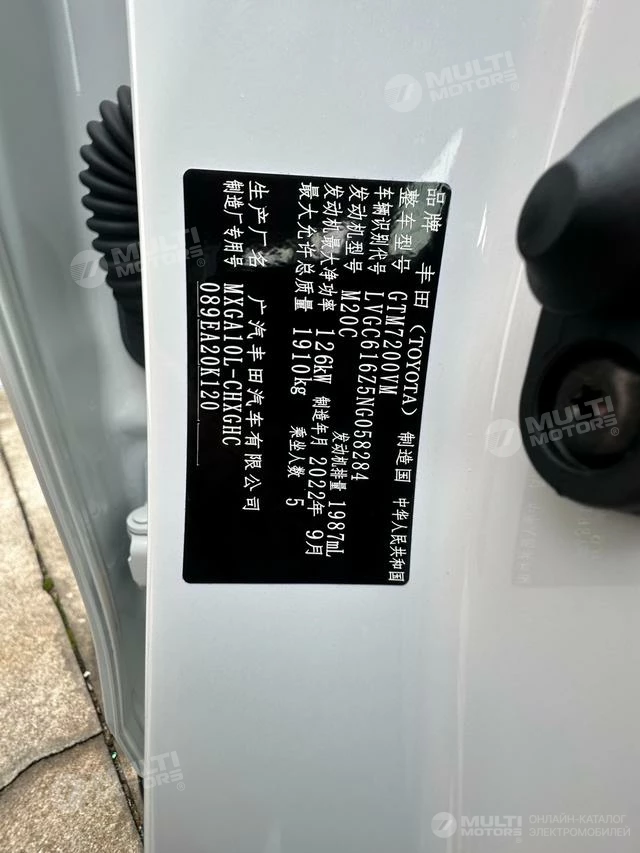 品牌 丰田（TOYOTA） 制造国 中华人民共和国
整车型号 GTM7200VM
车辆识别代号 LVGC616Z5NG058284
发动机型号 M20C 发动机排量 1987mL
发动机最大净功率 126kW 制造年月 2022年 9月
最大允许总质量 1910kg 乘坐人数 5
生产厂名 广汽丰田汽车有限公司
制造厂专用号 MXGA10L-CHXGHC
089EA20K120
MULTI MOTORS
MULTI MOTORS
MULTI MOTORS
MULTI MOTORS
MULTI MOTORS
MULTI MOTORS ОНЛАЙН-КАТАЛОГ ЭЛЕКТРОМОБИЛЕЙ